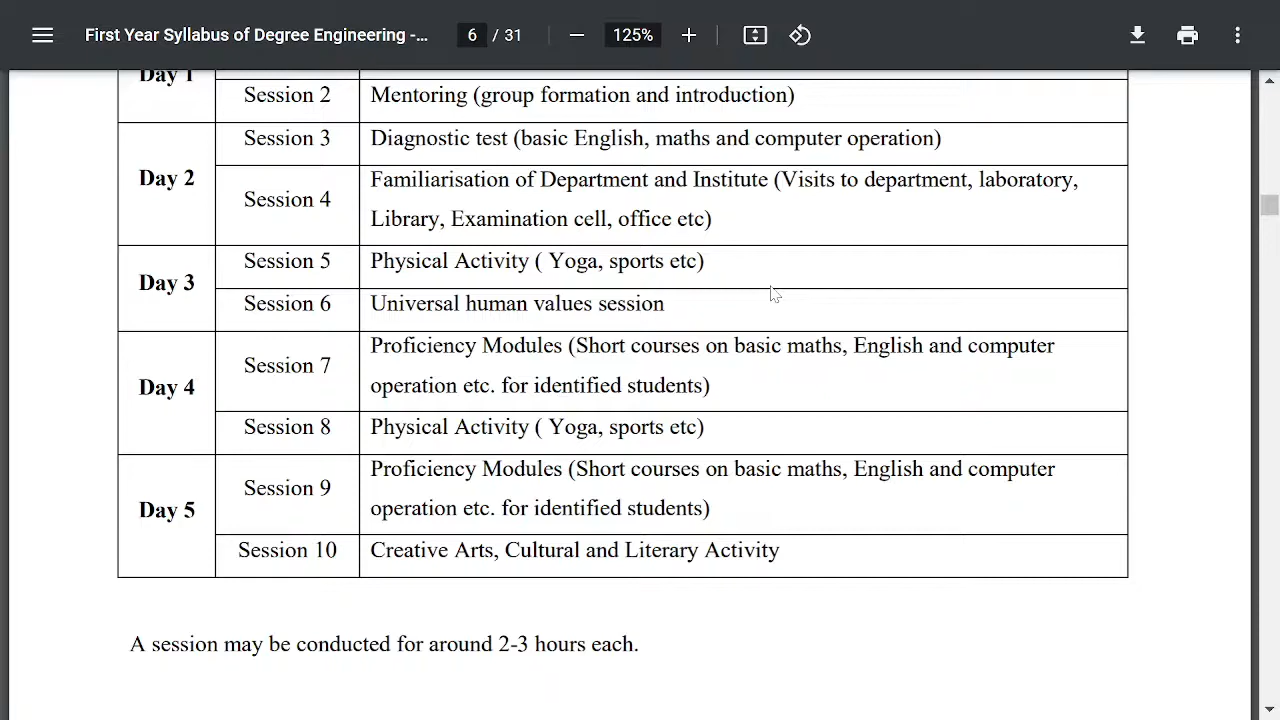 First Year Syllabus of Degree Engineering -...
6 / 31
125%
Day 1
Session 2
Mentoring (group formation and introduction)
Day 2
Session 3
Diagnostic test (basic English, maths and computer operation)
Session 4
Familiarisation of Department and Institute (Visits to department, laboratory,
Library, Examination cell, office etc)
Day 3
Session 5
Physical Activity ( Yoga, sports etc)
Session 6
Universal human values session
Day 4
Session 7
Proficiency Modules (Short courses on basic maths, English and computer
operation etc. for identified students)
Session 8
Physical Activity ( Yoga, sports etc)
Day 5
Session 9
Proficiency Modules (Short courses on basic maths, English and computer
operation etc. for identified students)
Session 10
Creative Arts, Cultural and Literary Activity
A session may be conducted for around 2-3 hours each.